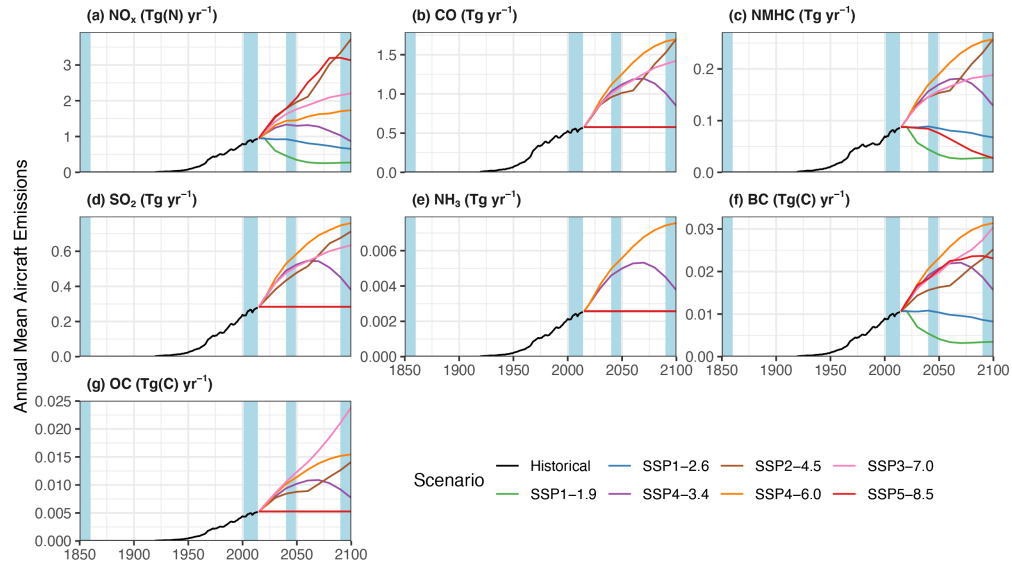 (a) NOₓ (Tg(N) yr⁻¹)
(b) CO (Tg yr⁻¹)
(c) NMHC (Tg yr⁻¹)
3
2
1
0
1.5
1.0
0.5
0.0
0.2
0.1
0.0
Annual Mean Aircraft Emissions
(d) SO₂ (Tg yr⁻¹)
(e) NH₃ (Tg yr⁻¹)
(f) BC (Tg(C) yr⁻¹)
0.6
0.4
0.2
0.0
0.006
0.004
0.002
0.000
0.03
0.02
0.01
0.00
1850 1900 1950 2000 2050 2100
1850 1900 1950 2000 2050 2100
(g) OC (Tg(C) yr⁻¹)
0.025
0.020
0.015
0.010
0.005
0.000
1850 1900 1950 2000 2050 2100
Scenario
Historical SSP1−2.6 SSP2−4.5 SSP3−7.0
SSP1−1.9 SSP4−3.4 SSP4−6.0 SSP5−8.5